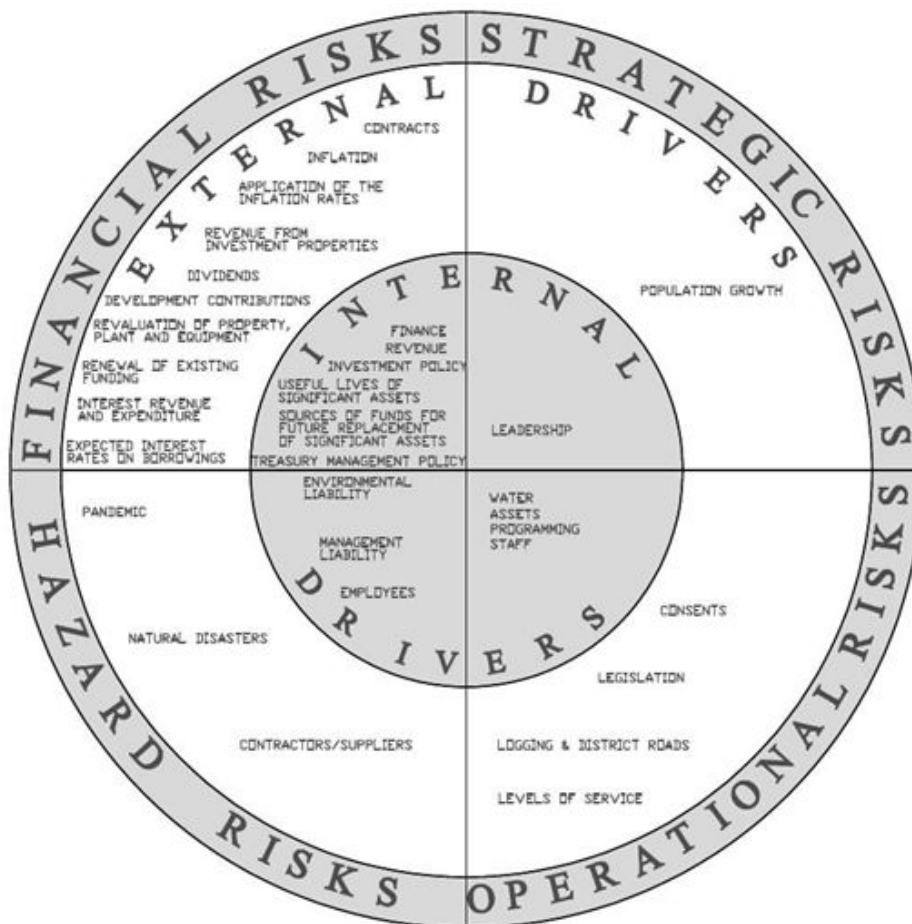 FINANCIAL RISKS
STRATEGIC RISKS
EXTERNAL
DRIVERS
CONTRACTS
INFLATION
APPLICATION OF THE
INFLATION RATES
REVENUE FROM
INVESTMENT PROPERTIES
DIVIDENDS
DEVELOPMENT CONTRIBUTIONS
REVALUATION OF PROPERTY,
PLANT AND EQUIPMENT
RENEWAL OF EXISTING
FUNDING
INTEREST REVENUE
AND EXPENDITURE
EXPECTED INTEREST
RATES ON BORROWINGS
POPULATION GROWTH
INTERNAL
FINANCE
REVENUE
INVESTMENT POLICY
USEFUL LIVES OF
SIGNIFICANT ASSETS
SOURCES OF FUNDS FOR
FUTURE REPLACEMENT
OF SIGNIFICANT ASSETS
TREASURY MANAGEMENT POLICY
LEADERSHIP
ENVIRONMENTAL
LIABILITY
MANAGEMENT
LIABILITY
EMPLOYEES
WATER
ASSETS
PROGRAMMING
STAFF
DRIVERS
PANDEMIC
NATURAL DISASTERS
CONTRACTORS/SUPPLIERS
CONSENTS
LEGISLATION
LOGGING & DISTRICT ROADS
LEVELS OF SERVICE
HAZARD RISKS
OPERATIONAL RISKS